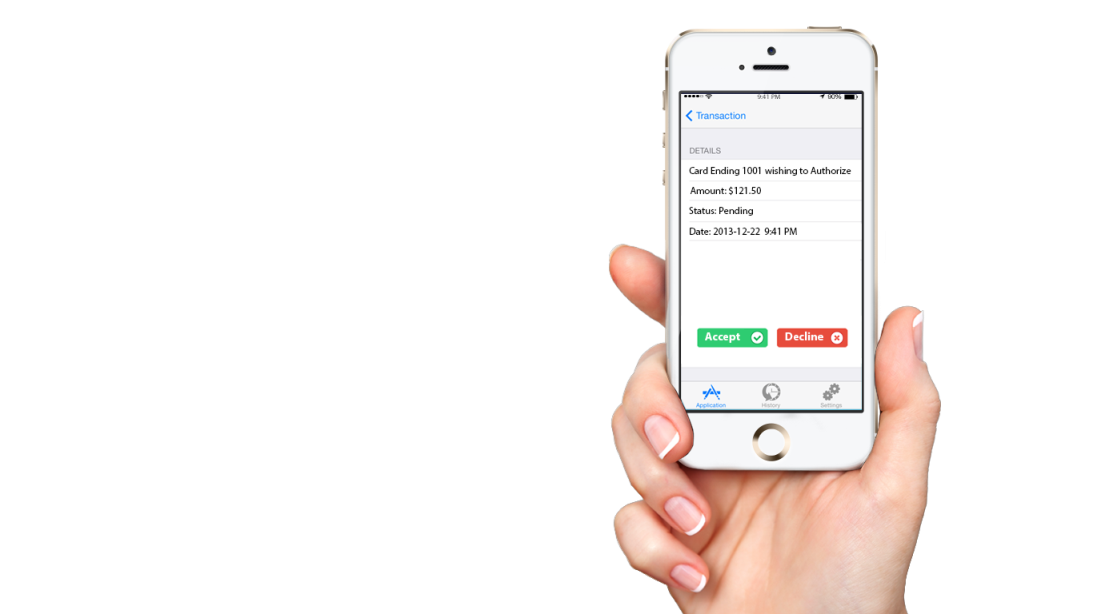 9:41 PM
90%
Transaction
DETAILS
Card Ending 1001 wishing to Authorize
Amount: $121.50
Status: Pending
Date: 2013-12-22 9:41 PM
Accept
Decline
Application
History
Settings